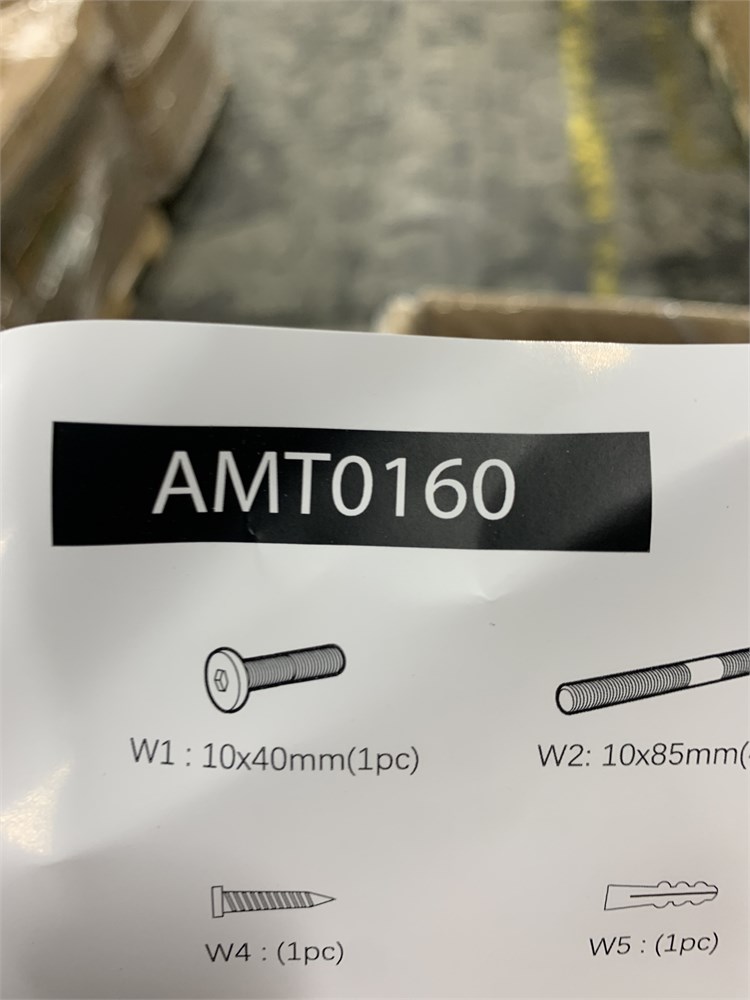 AMT0160
W1 : 10x40mm(1pc)
W2: 10x85mm(
W4 : (1pc)
W5 : (1pc)